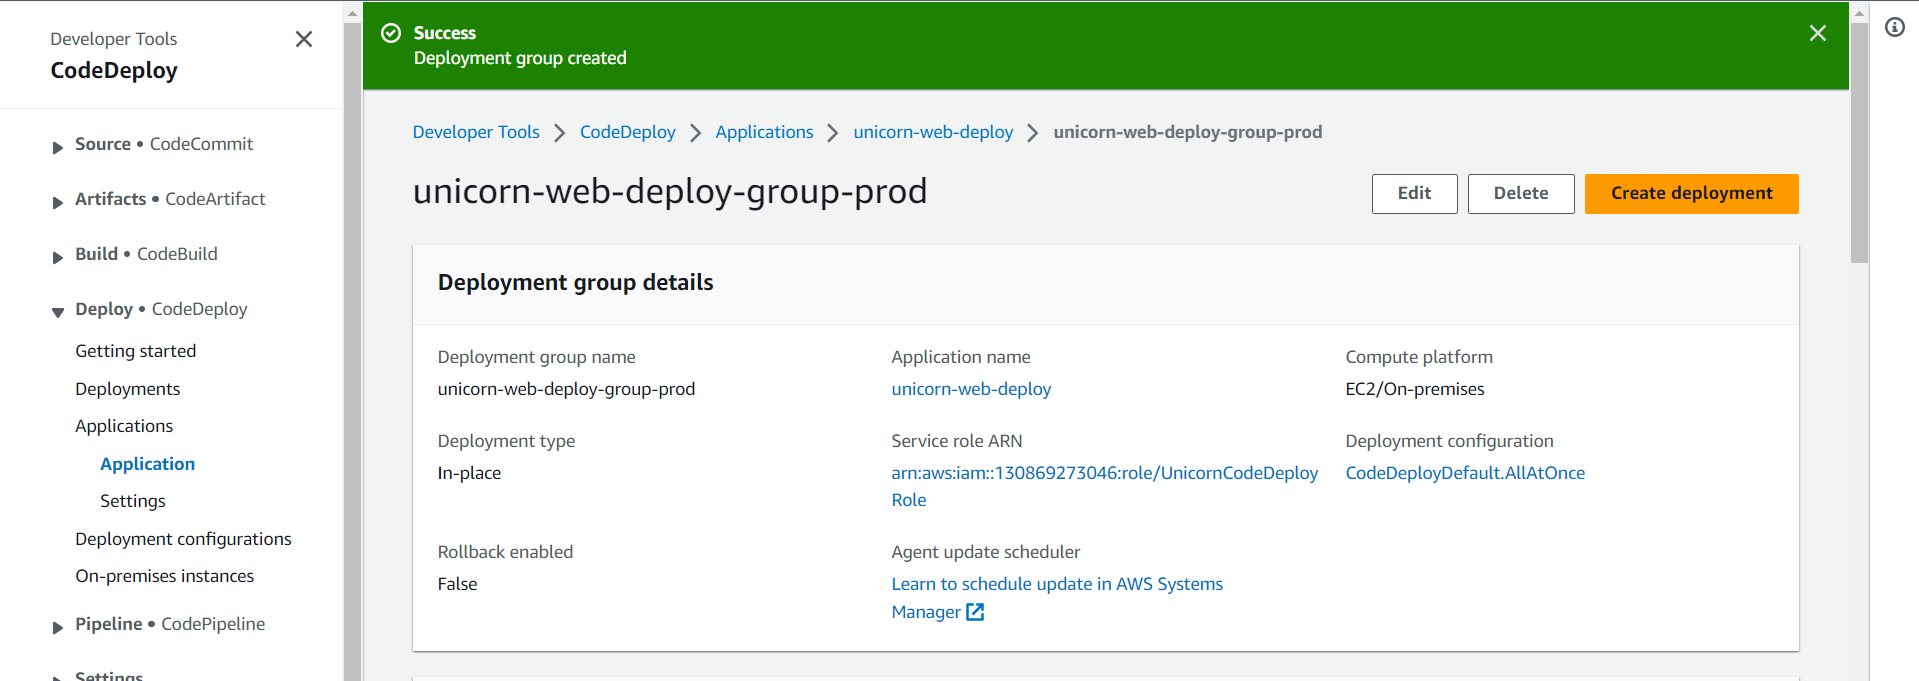 Developer Tools
CodeDeploy
Source • CodeCommit
Artifacts • CodeArtifact
Build • CodeBuild
Deploy • CodeDeploy
Getting started
Deployments
Applications
Application
Settings
Deployment configurations
On-premises instances
Pipeline • CodePipeline
Settings
Success
Deployment group created
Developer Tools > CodeDeploy > Applications > unicorn-web-deploy > unicorn-web-deploy-group-prod
unicorn-web-deploy-group-prod
Edit Delete Create deployment
Deployment group details
Deployment group name
unicorn-web-deploy-group-prod
Application name
unicorn-web-deploy
Compute platform
EC2/On-premises
Deployment type
In-place
Service role ARN
arn:aws:iam::130869273046:role/UnicornCodeDeploy
Role
Deployment configuration
CodeDeployDefault.AllAtOnce
Rollback enabled
False
Agent update scheduler
Learn to schedule update in AWS Systems
Manager